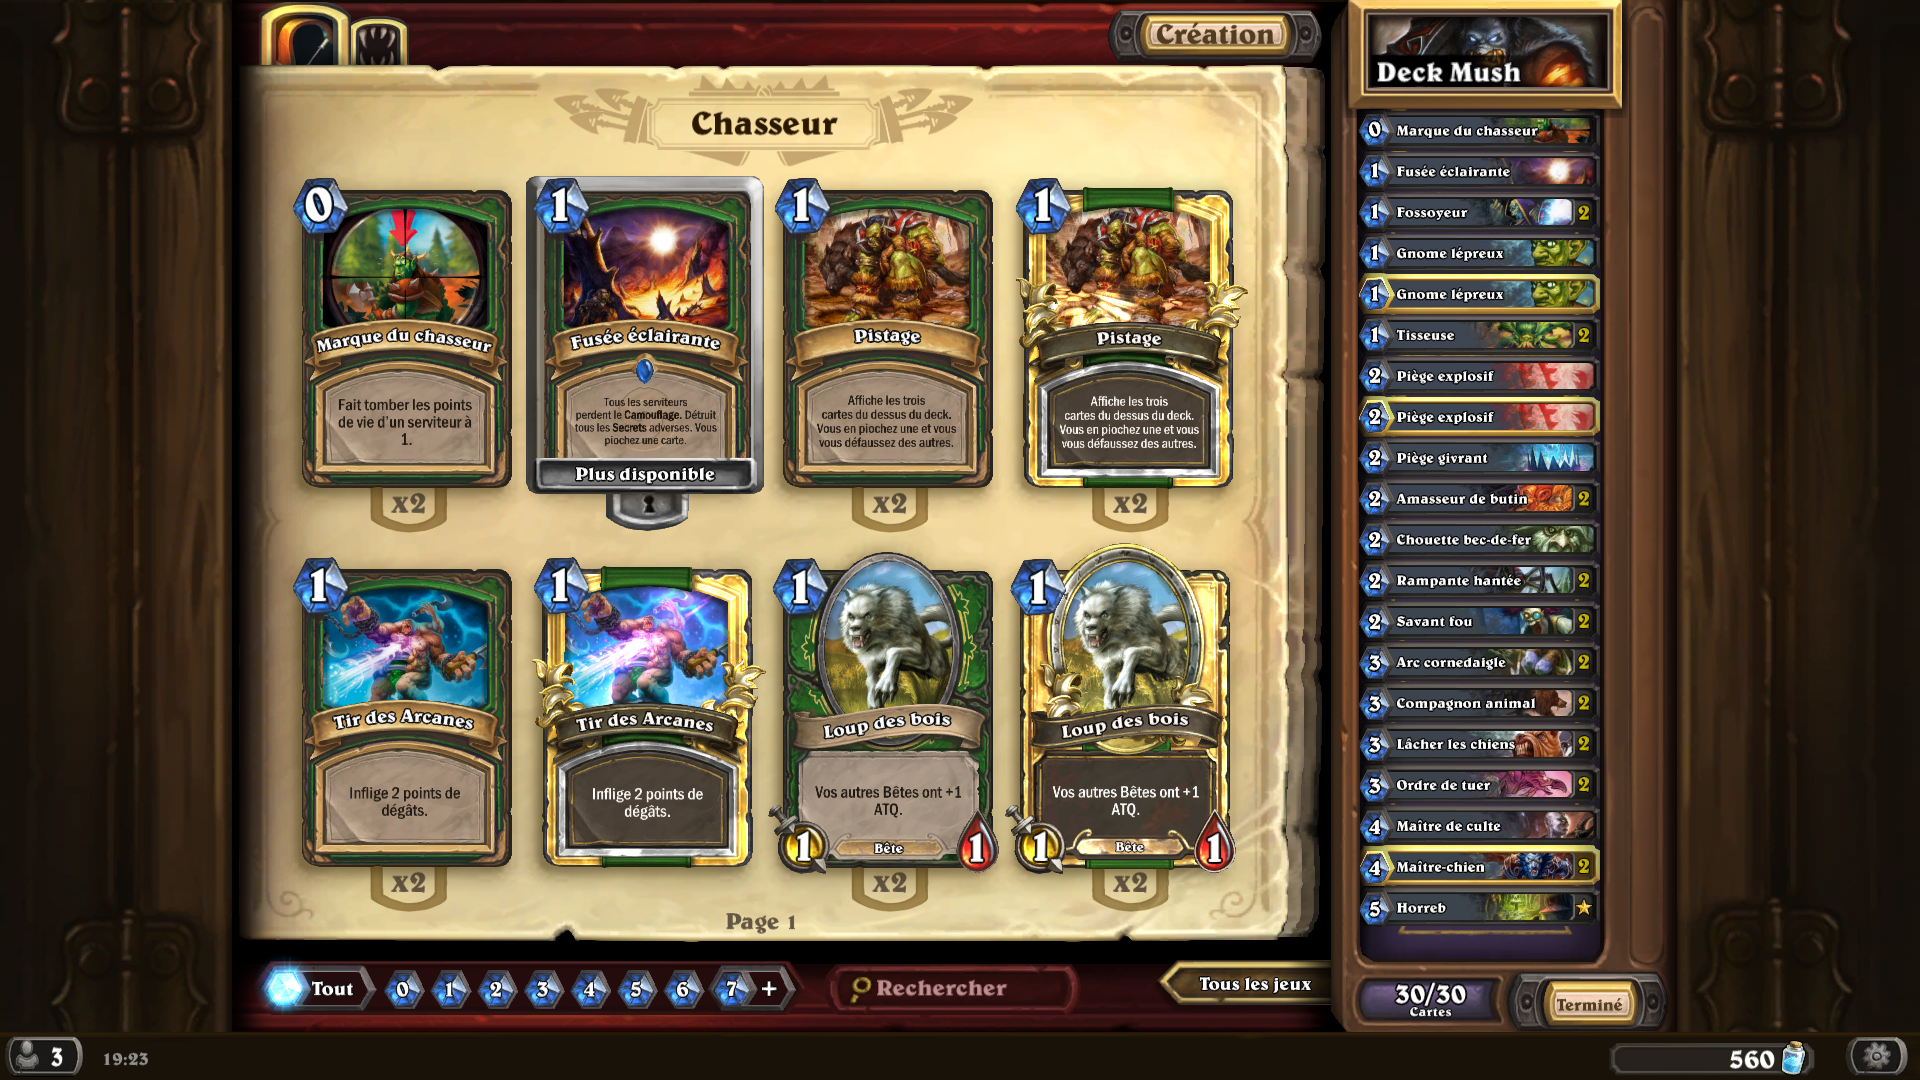 Création
Chasseur
0
Marque du chasseur
Fait tomber les points
de vie d'un serviteur à
1.
x2
1
Fusée éclairante
Tous les serviteurs
perdent le Camouflage. Détruit
tous les Secrets adverses. Vous
piochez une carte.
Plus disponible
1
Pistage
Affiche les trois
cartes du dessus du deck.
Vous en piochez une et vous
vous défaussez des autres.
x2
1
Pistage
Affiche les trois
cartes du dessus du deck.
Vous en piochez une et vous
vous défaussez des autres.
x2
1
Tir des Arcanes
Inflige 2 points de
dégâts.
x2
1
Tir des Arcanes
Inflige 2 points de
dégâts.
1
Loup des bois
Vos autres Bêtes ont +1
ATQ.
1
Bête
1
x2
1
Loup des bois
Vos autres Bêtes ont +1
ATQ.
1
Bête
1
x2
Page 1
Tout
0
1
2
3
4
5
6
7 +
Rechercher
Tous les jeux
Deck Mush
0 Marque du chasseur
1 Fusée éclairante
1 Fossoyeur 2
1 Gnome lépreux
1 Gnome lépreux
1 Tisseuse 2
2 Piège explosif
2 Piège explosif
2 Piège givrant
2 Amasseur de butin 2
2 Chouette bec-de-fer
2 Rampante hantée 2
2 Savant fou 2
3 Arc cornedaigle 2
3 Compagnon animal 2
3 Lâcher les chiens 2
3 Ordre de tuer 2
4 Maître de culte
4 Maître-chien 2
5 Horreb
30/30
Cartes
Terminé
3
19:23
560